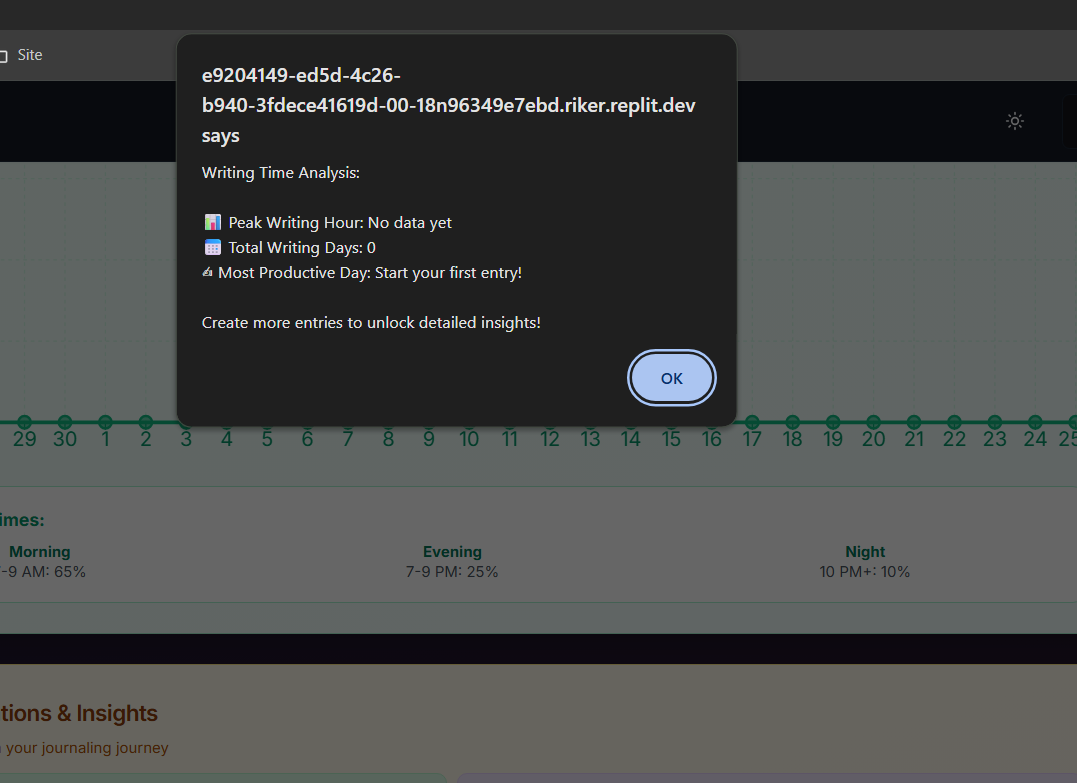 Site
e9204149-ed5d-4c26-
b940-3fdece41619d-00-18n96349e7ebd.riker.replit.dev
says
Writing Time Analysis:
📊 Peak Writing Hour: No data yet
📅 Total Writing Days: 0
✍ Most Productive Day: Start your first entry!
Create more entries to unlock detailed insights!
OK
29 30 1 2 3 4 5 6 7 8 9 10 11 12 13 14 15 16 17 18 19 20 21 22 23 24 25
imes:
Morning Evening Night
-9 AM: 65% 7-9 PM: 25% 10 PM+: 10%
tions & Insights
your journaling journey